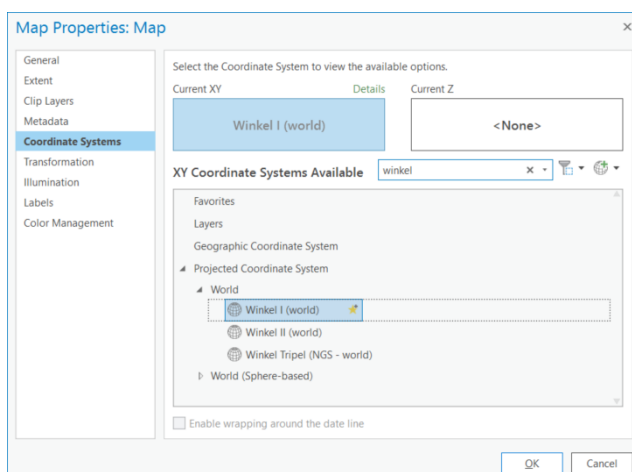 Map Properties: Map
General
Extent
Clip Layers
Metadata
Coordinate Systems
Transformation
Illumination
Labels
Color Management
Select the Coordinate System to view the available options.
Current XY Details Current Z
Winkel I (world) <None>
XY Coordinate Systems Available winkel
Favorites
Layers
Geographic Coordinate System
Projected Coordinate System
World
Winkel I (world)
Winkel II (world)
Winkel Tripel (NGS - world)
World (Sphere-based)
Enable wrapping around the date line
OK Cancel